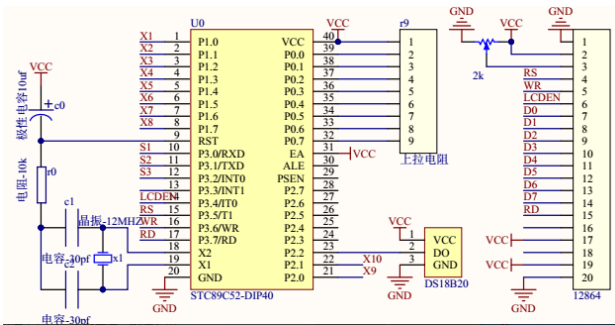 U0
X1 1 P1.0 VCC 40 VCC
X2 2 P1.1 P0.0 39
X3 3 P1.2 P0.1 38
X4 4 P1.3 P0.2 37
X5 5 P1.4 P0.3 36
X6 6 P1.5 P0.4 35
X7 7 P1.6 P0.5 34
X8 8 P1.7 P0.6 33
9 RST P0.7 32
S1 10 P3.0/RXD EA 31 VCC
S2 11 P3.1/TXD ALE 30
S3 12 P3.2/INT0 PSEN 29
13 P3.3/INT1 P2.7 28
LCDEN 14 P3.4/IT0 P2.6 27
RS 15 P3.5/T1 P2.5 26
WR 16 P3.6/WR P2.4 25
RD 17 P3.7/RD P2.3 24
18 X2 P2.2 23
19 X1 P2.1 22 X10
20 GND P2.0 21 X9
GND
STC89C52-DIP40
VCC
极性电容10uf
c0
电阻-10k
r0
c1
晶振-12MHZ
电容-30pf
c2
x1
电容-30pf
r9
1
2
3
4
5
6
7
8
9
上拉电阻
VCC
1 VCC
2 DO
3 GND
GND
DS18B20
GND
2k
VCC
GND
1
2
3
RS 4
WR 5
LCDEN 6
D0 7
D1 8
D2 9
D3 10
D4 11
D5 12
D6 13
D7 14
RD 15
16
VCC 17
18
VCC 19
20
GND
12864